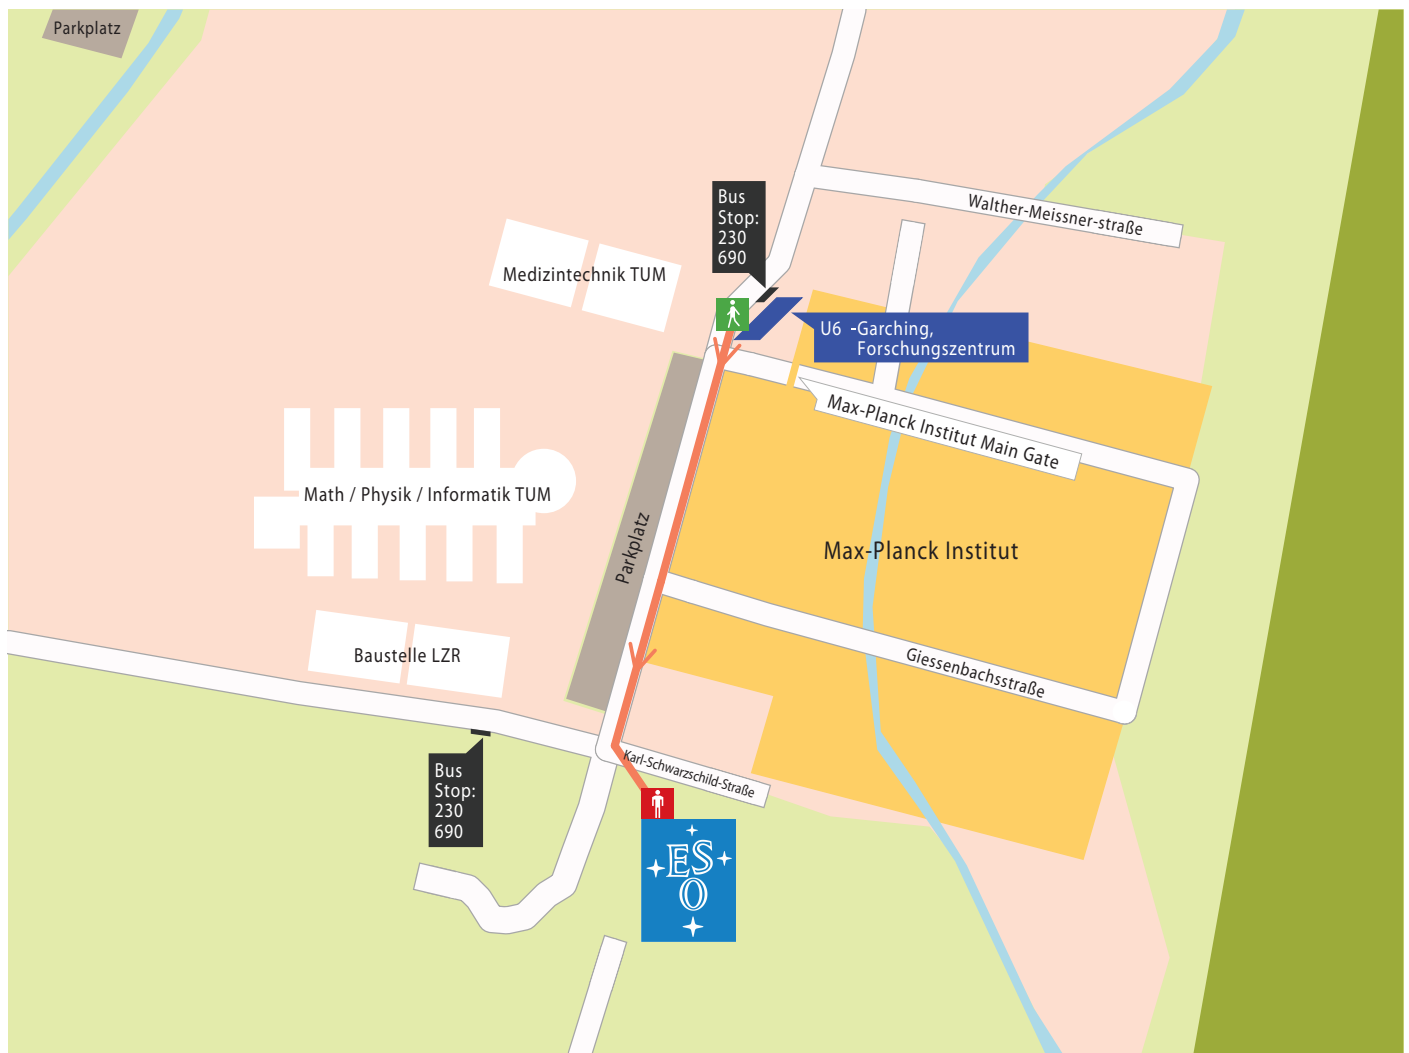 Parkplatz
Walther-Meissner-straße
Bus
Stop:
230
690
Medizintechnik TUM
U6 -Garching,
Forschungszentrum
Max-Planck Institut Main Gate
Math / Physik / Informatik TUM
Parkplatz
Max-Planck Institut
Baustelle LZR
Giessenbachsstraße
Karl-Schwarzschild-Straße
Bus
Stop:
230
690
ES
O